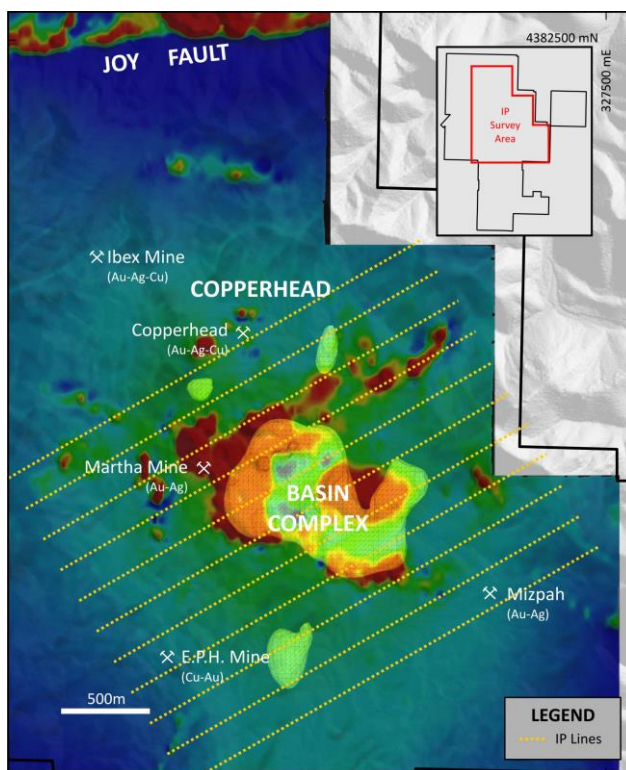 JOY FAULT
4382500 mN
327500 mE
IP
Survey
Area
Ibex Mine
(Au-Ag-Cu)
COPPERHEAD
Copperhead
(Au-Ag-Cu)
Martha Mine
(Au-Ag)
BASIN
COMPLEX
Mizpah
(Au-Ag)
E.P.H. Mine
(Cu-Au)
500m
LEGEND
IP Lines